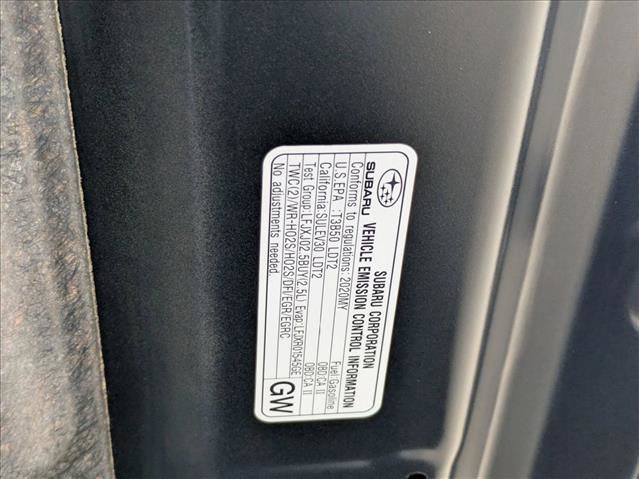 SUBARU CORPORATION
SUBARU VEHICLE EMISSION CONTROL INFORMATION
Conforms to regulations: 2020MY Fuel: Gasoline
U.S.EPA :T3B50 LDT2 OBD:CA II
California: SULEV30 LDT2 OBD:CA II
Test Group: LFJXJ02.5BUY(2.5L) Evap: LFJXR01545GE
TWC(2)/WR-HO2S/HO2S/DFI/EGR/EGRC
No adjustments needed.
GW